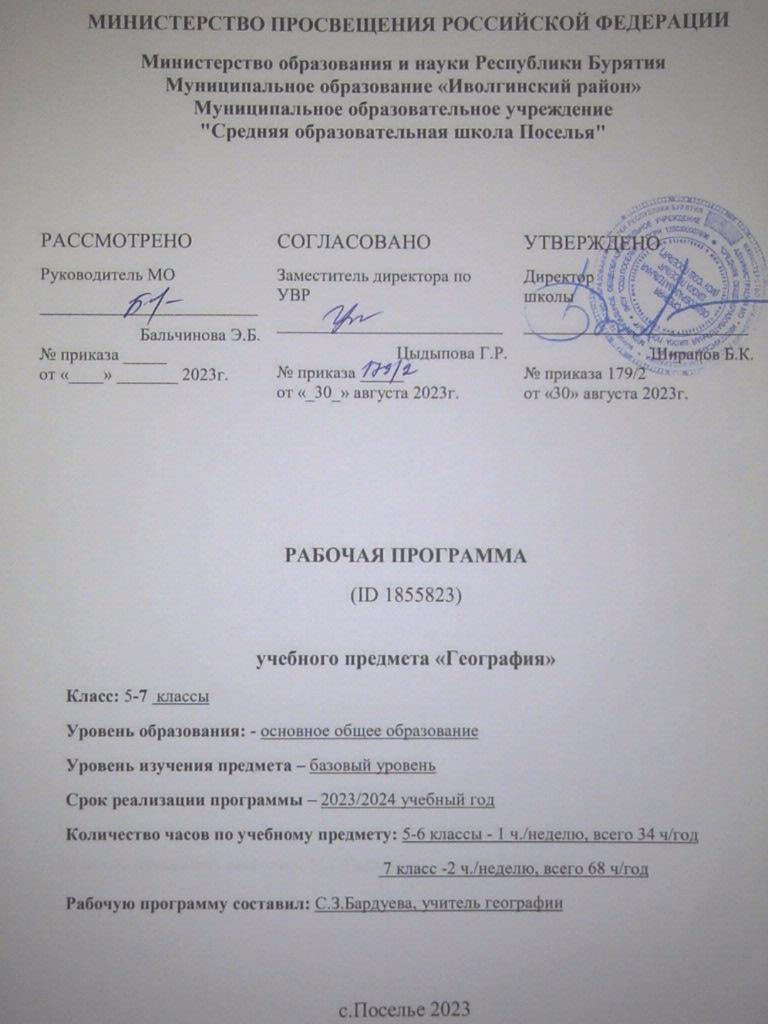 МИНИСТЕРСТВО ПРОСВЕЩЕНИЯ РОССИЙСКОЙ ФЕДЕРАЦИИ
Министерство образования и науки Республики Бурятия
Муниципальное образование «Иволгинский район»
Муниципальное образовательное учреждение
"Средняя образовательная школа Поселья"
РАССМОТРЕНО
Руководитель МО
Бальчинова Э.Б.
№ приказа _____
от «____» _______ 2023г.
СОГЛАСОВАНО
Заместитель директора по
УВР
Цыдыпова Г.Р.
№ приказа 179/2
от «_30_» августа 2023г.
УТВЕРЖДЕНО
Директор
школы
Ширапов Б.К.
№ приказа 179/2
от «30» августа 2023г.
РАБОЧАЯ ПРОГРАММА
(ID 1855823)
учебного предмета «География»
Класс: 5-7 классы
Уровень образования: - основное общее образование
Уровень изучения предмета – базовый уровень
Срок реализации программы – 2023/2024 учебный год
Количество часов по учебному предмету: 5-6 классы - 1 ч./неделю, всего 34 ч/год
7 класс -2 ч./неделю, всего 68 ч/год
Рабочую программу составил: С.З.Бардуева, учитель географии
с.Поселье 2023